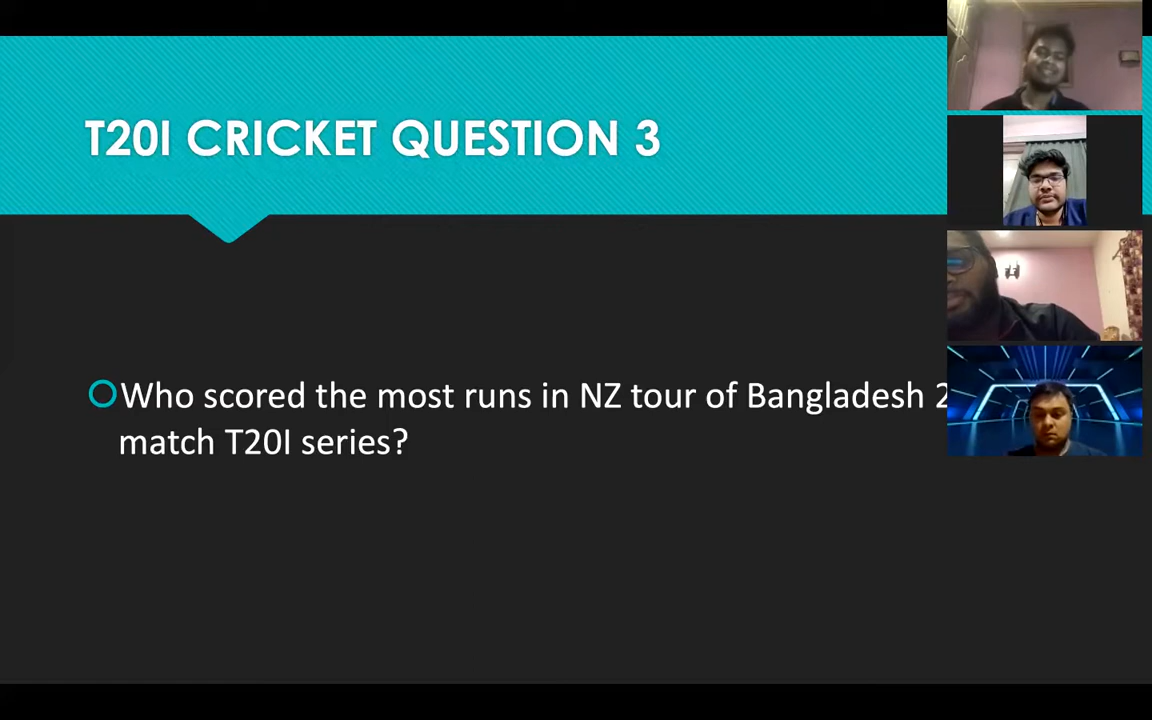 T20I CRICKET QUESTION 3
Who scored the most runs in NZ tour of Bangladesh
match T20I series?